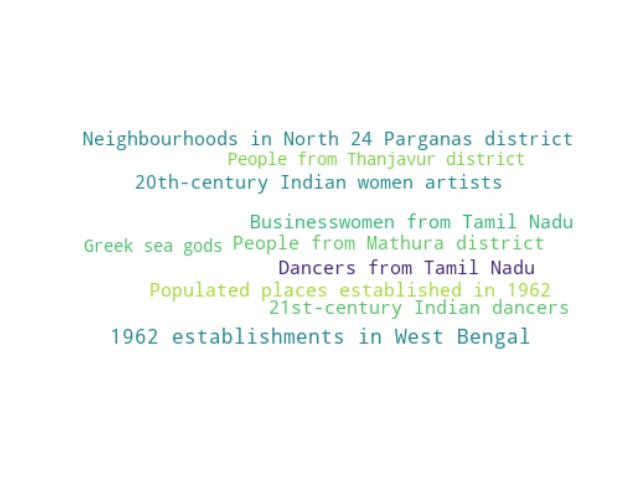 Neighbourhoods in North 24 Parganas district
People from Thanjavur district
20th-century Indian women artists
Businesswomen from Tamil Nadu
Greek sea gods People from Mathura district
Dancers from Tamil Nadu
Populated places established in 1962
21st-century Indian dancers
1962 establishments in West Bengal